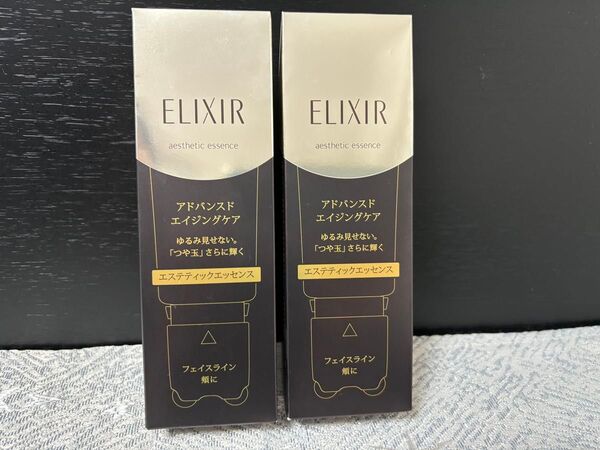 ELIXIR
aesthetic essence
アドバンスド
エイジングケア
ゆるみ見せない。
「つや玉」さらに輝く
エステティックエッセンス
フェイスライン
頬に
ELIXIR
aesthetic essence
アドバンスド
エイジングケア
ゆるみ見せない。
「つや玉」さらに輝く
エステティックエッセンス
フェイスライン
頬に